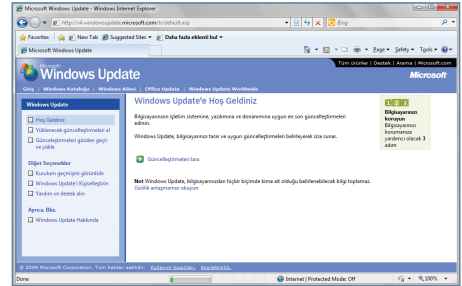 Microsoft Windows Update - Windows Internet Explorer
http://v4.windowsupdate.microsoft.com/tr/default.asp
Bing
Favorites
New Tab
Suggested Sites
Daha fazla eklenti bul
Microsoft Windows Update
Page
Safety
Tools
Tüm ürünler | Destek | Arama | Microsoft.com
Microsoft
Windows Update
Microsoft
Giriş | Windows Kataloğu | Windows Ailesi | Office Update | Windows Update Worldwide
Windows Update
Hoş Geldiniz
Yüklenecek güncelleştirmeleri al
Güncelleştirmeleri gözden geçir
ve yükle
Diğer Seçenekler
Kurulum geçmişini görüntüle
Windows Update'i Kişiselleştirin
Yardım ve destek alın
Ayrıca, Bkz.
Windows Update Hakkında
Windows Update'e Hoş Geldiniz
Bilgisayarınızın işletim sistemine, yazılımına ve donanımına uygun en son güncelleştirmeleri
edinin.
Windows Update, bilgisayarınızı tarar ve uygun güncelleştirmeleri belirleyerek size sunar.
Güncelleştirmeleri tara
Not Windows Update, bilgisayarınızdan hiçbir biçimde kime ait olduğu belirlenebilecek bilgi toplamaz.
Gizlilik anlaşmamızı okuyun
1 2 3
Bilgisayarınızı
koruyun
Bilgisayarınızı
korumanıza
yardımcı olacak 3
adım
© 2004 Microsoft Corporation. Tüm hakları saklıdır. Kullanım koşulları. Erişilebilirlik.
Done
Internet | Protected Mode: Off
100%